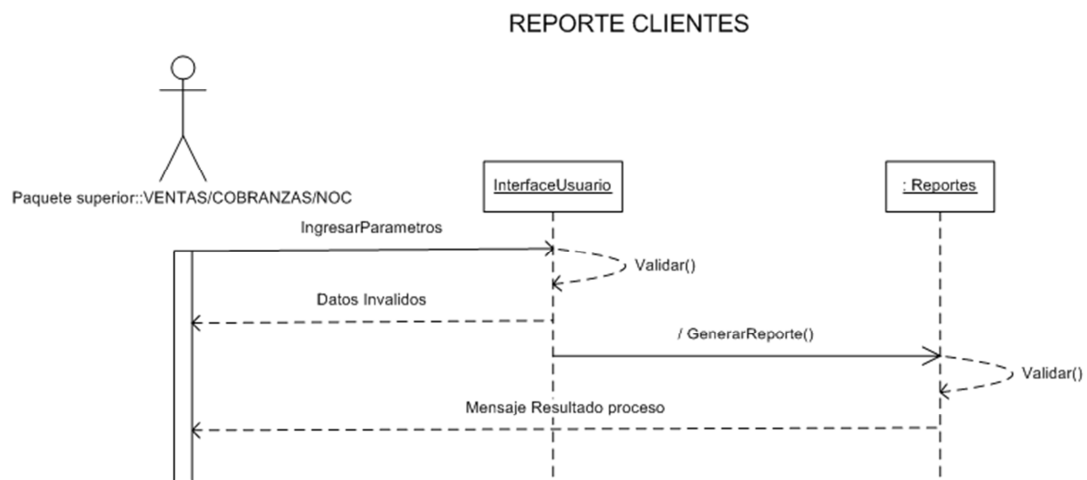 REPORTE CLIENTES
Paquete superior::VENTAS/COBRANZAS/NOC
InterfaceUsuario
: Reportes
IngresarParametros
Validar()
Datos Invalidos
/ GenerarReporte()
Validar()
Mensaje Resultado proceso